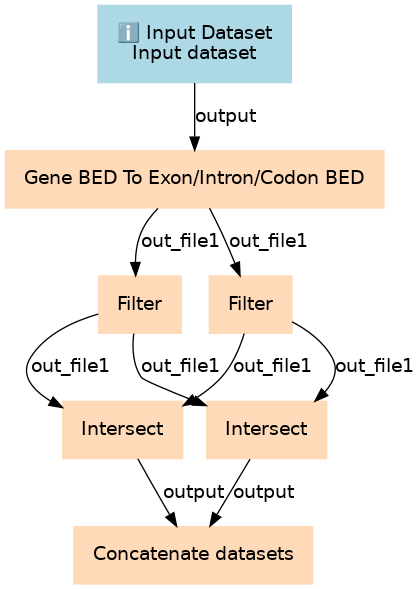 ℹ️ Input Dataset
Input dataset
output
Gene BED To Exon/Intron/Codon BED
out_file1
out_file1
Filter
Filter
out_file1
out_file1
out_file1
out_file1
Intersect
Intersect
output
output
Concatenate datasets